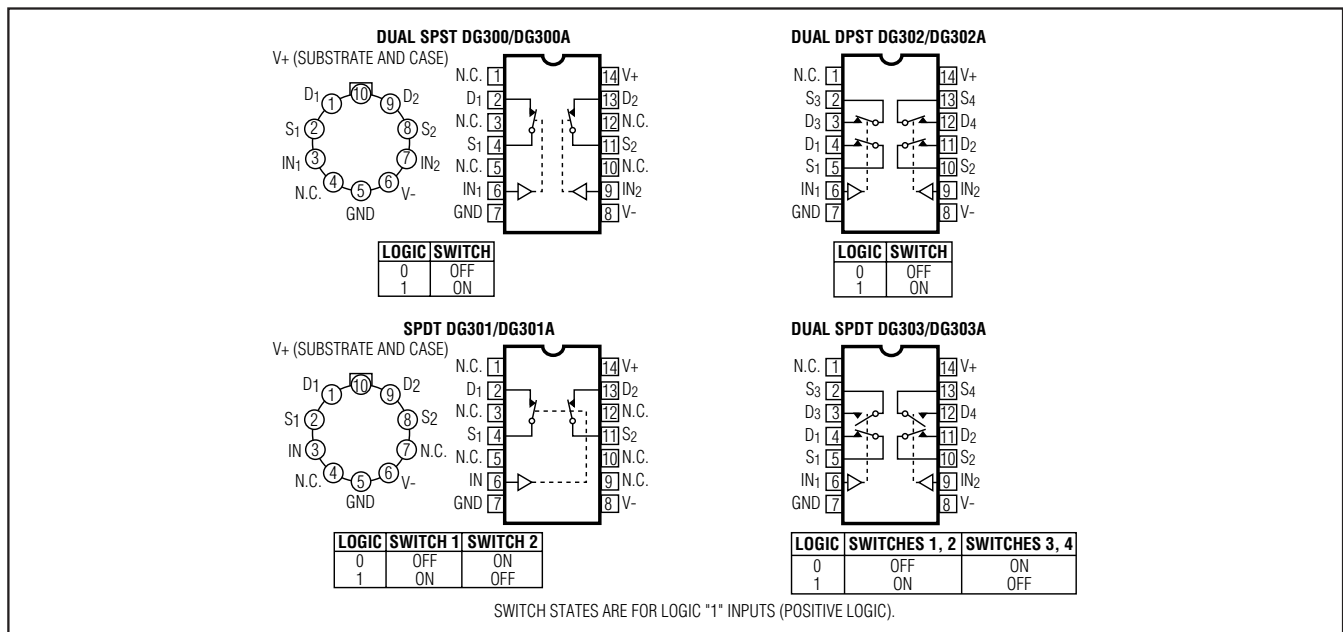 DUAL SPST DG300/DG300A
V+ (SUBSTRATE AND CASE)
10
D1 1 9 D2
S1 2 8 S2
IN1 3 7 IN2
N.C. 4 5 6 V-
GND
N.C. 1 14 V+
D1 2 13 D2
N.C. 3 12 N.C.
S1 4 11 S2
N.C. 5 10 N.C.
IN1 6 9 IN2
GND 7 8 V-
LOGIC SWITCH
0 OFF
1 ON
DUAL DPST DG302/DG302A
N.C. 1 14 V+
S3 2 13 S4
D3 3 12 D4
D1 4 11 D2
S1 5 10 S2
IN1 6 9 IN2
GND 7 8 V-
LOGIC SWITCH
0 OFF
1 ON
SPDT DG301/DG301A
V+ (SUBSTRATE AND CASE)
10
D1 1 9 D2
S1 2 8 S2
IN 3 7 N.C.
N.C. 4 5 6 V-
GND
N.C. 1 14 V+
D1 2 13 D2
N.C. 3 12 N.C.
S1 4 11 S2
N.C. 5 10 N.C.
IN 6 9 N.C.
GND 7 8 V-
LOGIC SWITCH 1 SWITCH 2
0 OFF ON
1 ON OFF
DUAL SPDT DG303/DG303A
N.C. 1 14 V+
S3 2 13 S4
D3 3 12 D4
D1 4 11 D2
S1 5 10 S2
IN1 6 9 IN2
GND 7 8 V-
LOGIC SWITCHES 1, 2 SWITCHES 3, 4
0 OFF ON
1 ON OFF
SWITCH STATES ARE FOR LOGIC "1" INPUTS (POSITIVE LOGIC).